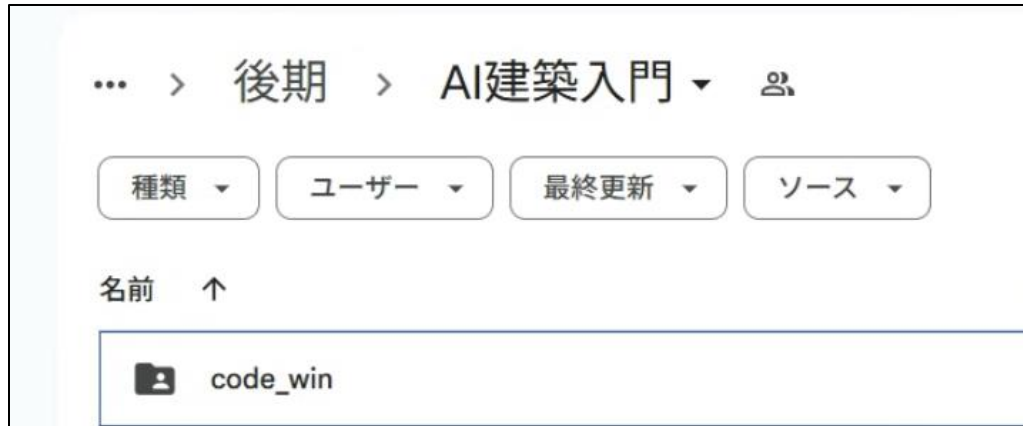 … > 後期 > AI建築入門
種類 ユーザー 最終更新 ソース
名前 ↑
code_win